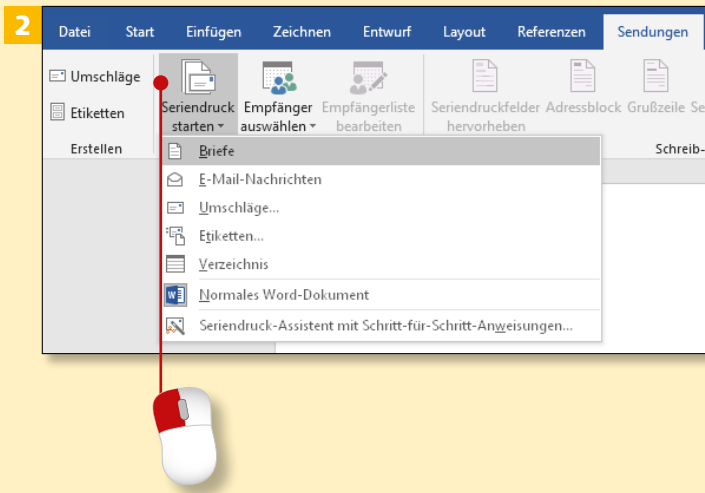 2
Datei Start Einfügen Zeichnen Entwurf Layout Referenzen Sendungen
Umschläge
Etiketten
Erstellen
Seriendruck starten
Empfänger auswählen
Empfängerliste bearbeiten
Seriendruckfelder hervorheben
Adressblock
Grußzeile
Se
Schreib-
Briefe
E-Mail-Nachrichten
Umschläge...
Etiketten...
Verzeichnis
Normales Word-Dokument
Seriendruck-Assistent mit Schritt-für-Schritt-Anweisungen...